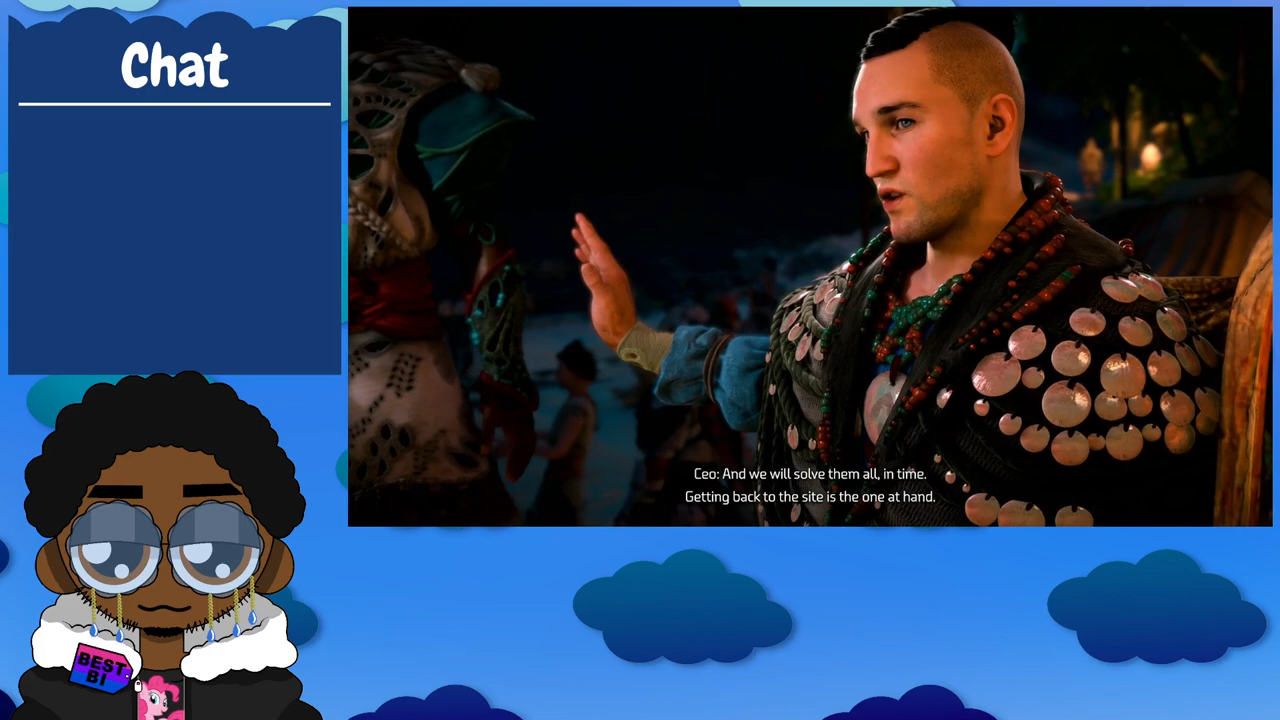 Chat
Ceo: And we will solve them all, in time.
Getting back to the site is the one at hand.
BEST
BI